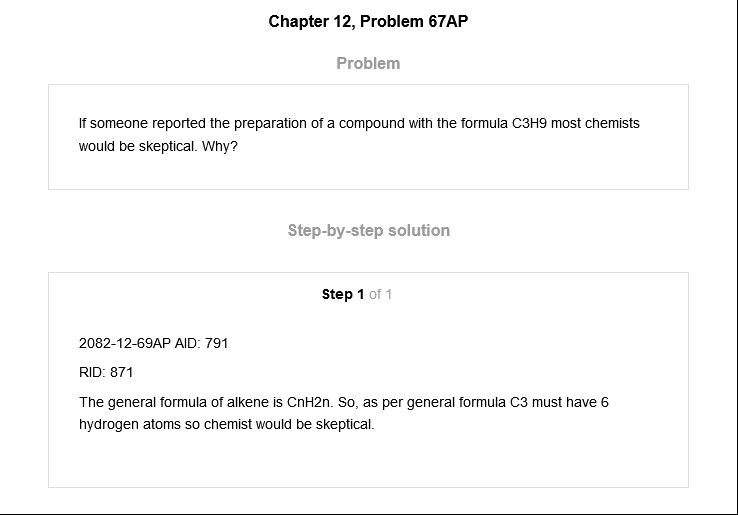 Chapter 12, Problem 67AP
Problem
If someone reported the preparation of a compound with the formula C3H9 most chemists
would be skeptical. Why?
Step-by-step solution
Step 1 of 1
2082-12-69AP AID: 791
RID: 871
The general formula of alkene is CnH2n. So, as per general formula C3 must have 6
hydrogen atoms so chemist would be skeptical.